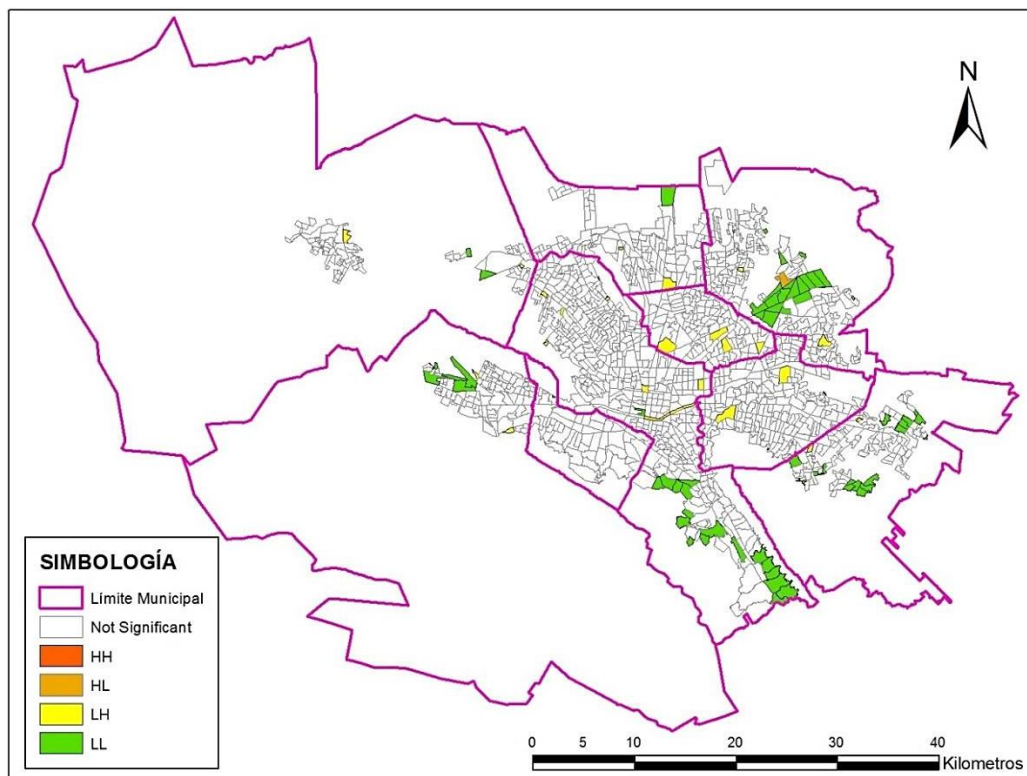 N
SIMBOLOGÍA
Límite Municipal
Not Significant
HH
HL
LH
LL
0 5 10 20 30 40
Kilometros